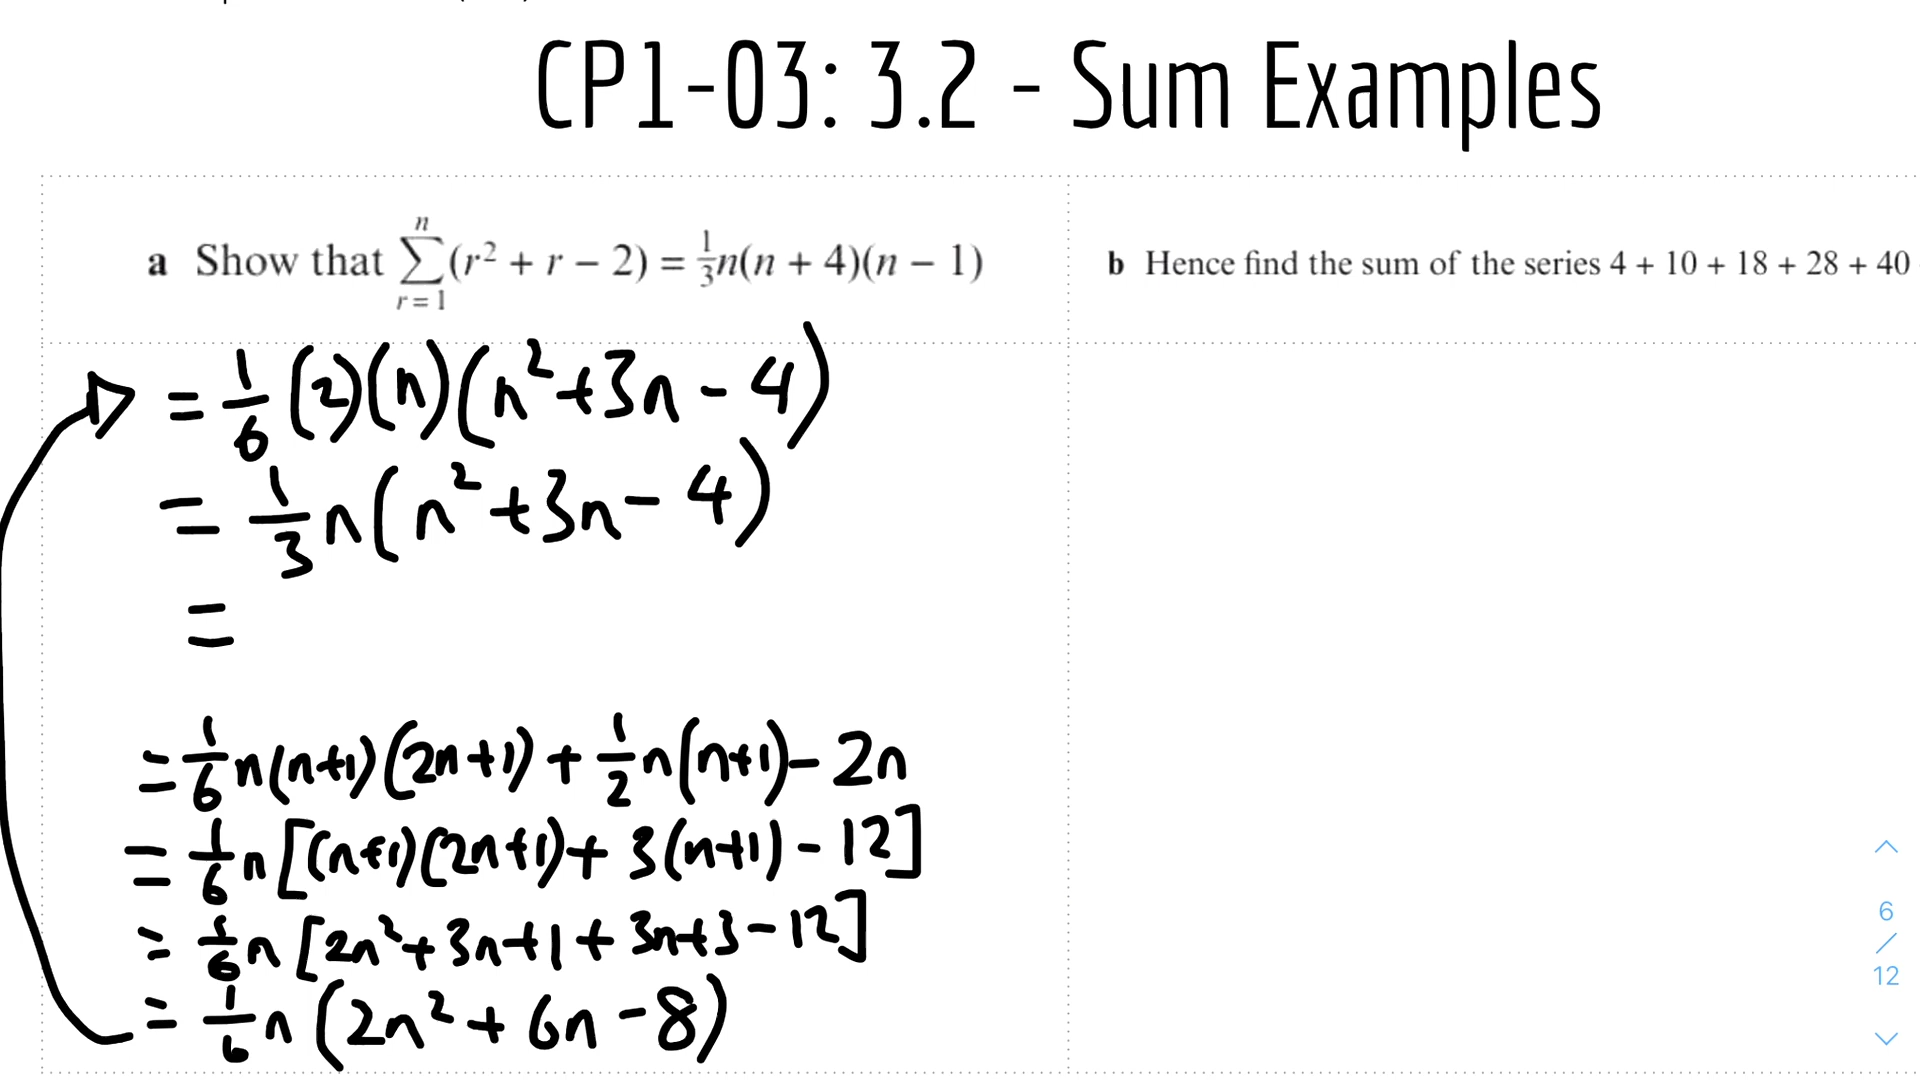 CP1-03: 3.2 - Sum Examples
a Show that ∑_{r=1}^{n} (r² + r − 2) = ⅓n(n + 4)(n − 1)
b Hence find the sum of the series 4 + 10 + 18 + 28 + 40
= 1/6 (2)(n)(n² + 3n - 4)
= 1/3 n(n² + 3n - 4)
=
= 1/6 n(n+1)(2n+1) + 1/2 n(n+1) - 2n
= 1/6 n[(n+1)(2n+1) + 3(n+1) - 12]
= 1/6 n[2n² + 3n + 1 + 3n + 3 - 12]
= 1/6 n(2n² + 6n - 8)
6
/
12